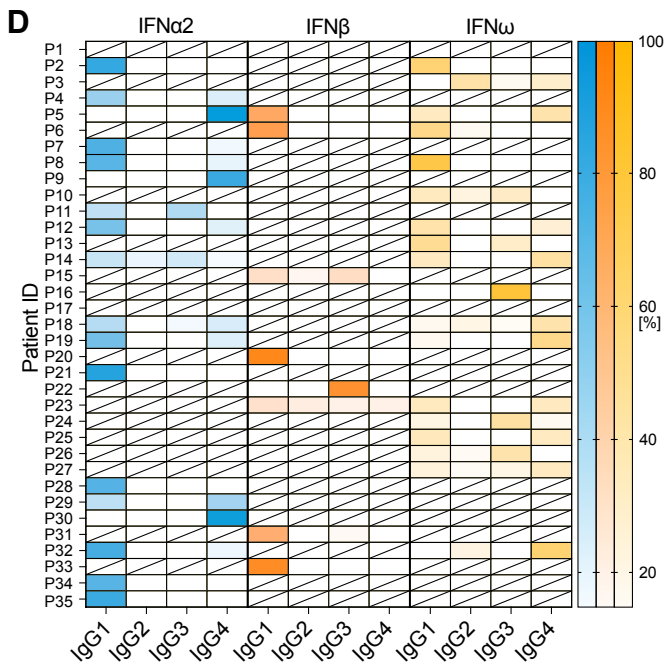 D
IFNα2 IFNβ IFNω
Patient ID
P1
P2
P3
P4
P5
P6
P7
P8
P9
P10
P11
P12
P13
P14
P15
P16
P17
P18
P19
P20
P21
P22
P23
P24
P25
P26
P27
P28
P29
P30
P31
P32
P33
P34
P35
IgG1 IgG2 IgG3 IgG4 IgG1 IgG2 IgG3 IgG4 IgG1 IgG2 IgG3 IgG4
100
80
60
[%]
40
20